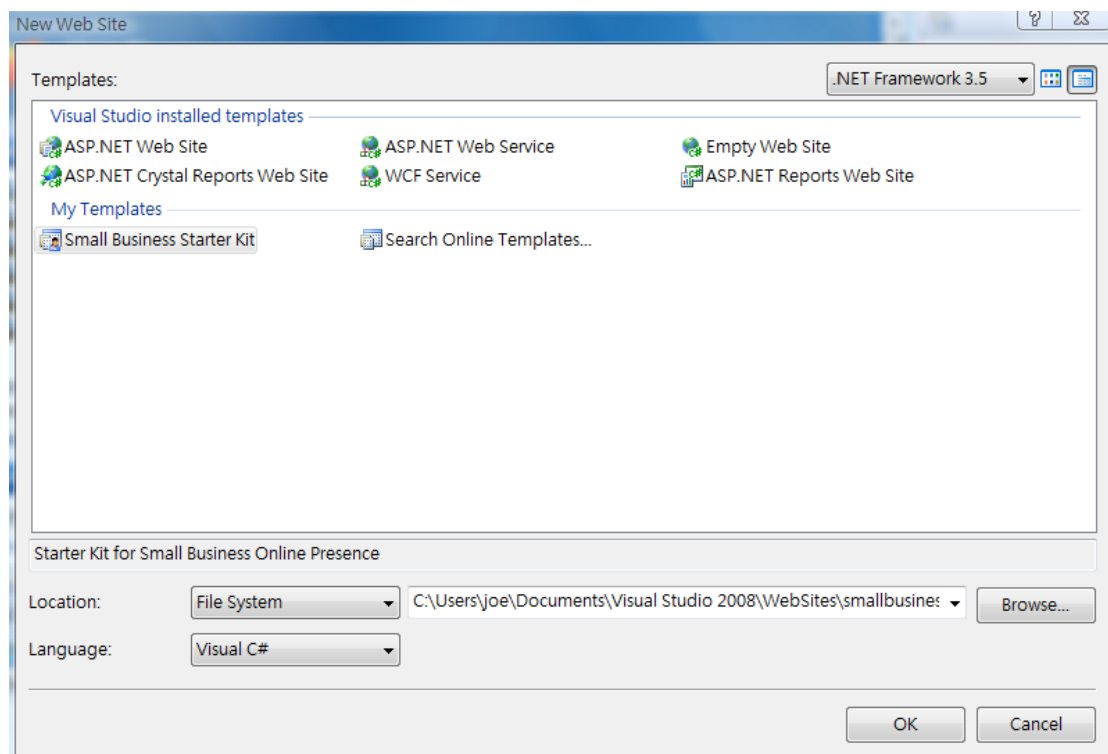 New Web Site
Templates:
.NET Framework 3.5
Visual Studio installed templates
ASP.NET Web Site
ASP.NET Web Service
Empty Web Site
ASP.NET Crystal Reports Web Site
WCF Service
ASP.NET Reports Web Site
My Templates
Small Business Starter Kit
Search Online Templates...
Starter Kit for Small Business Online Presence
Location:
File System
C:\Users\joe\Documents\Visual Studio 2008\WebSites\smallbusines
Browse...
Language:
Visual C#
OK
Cancel